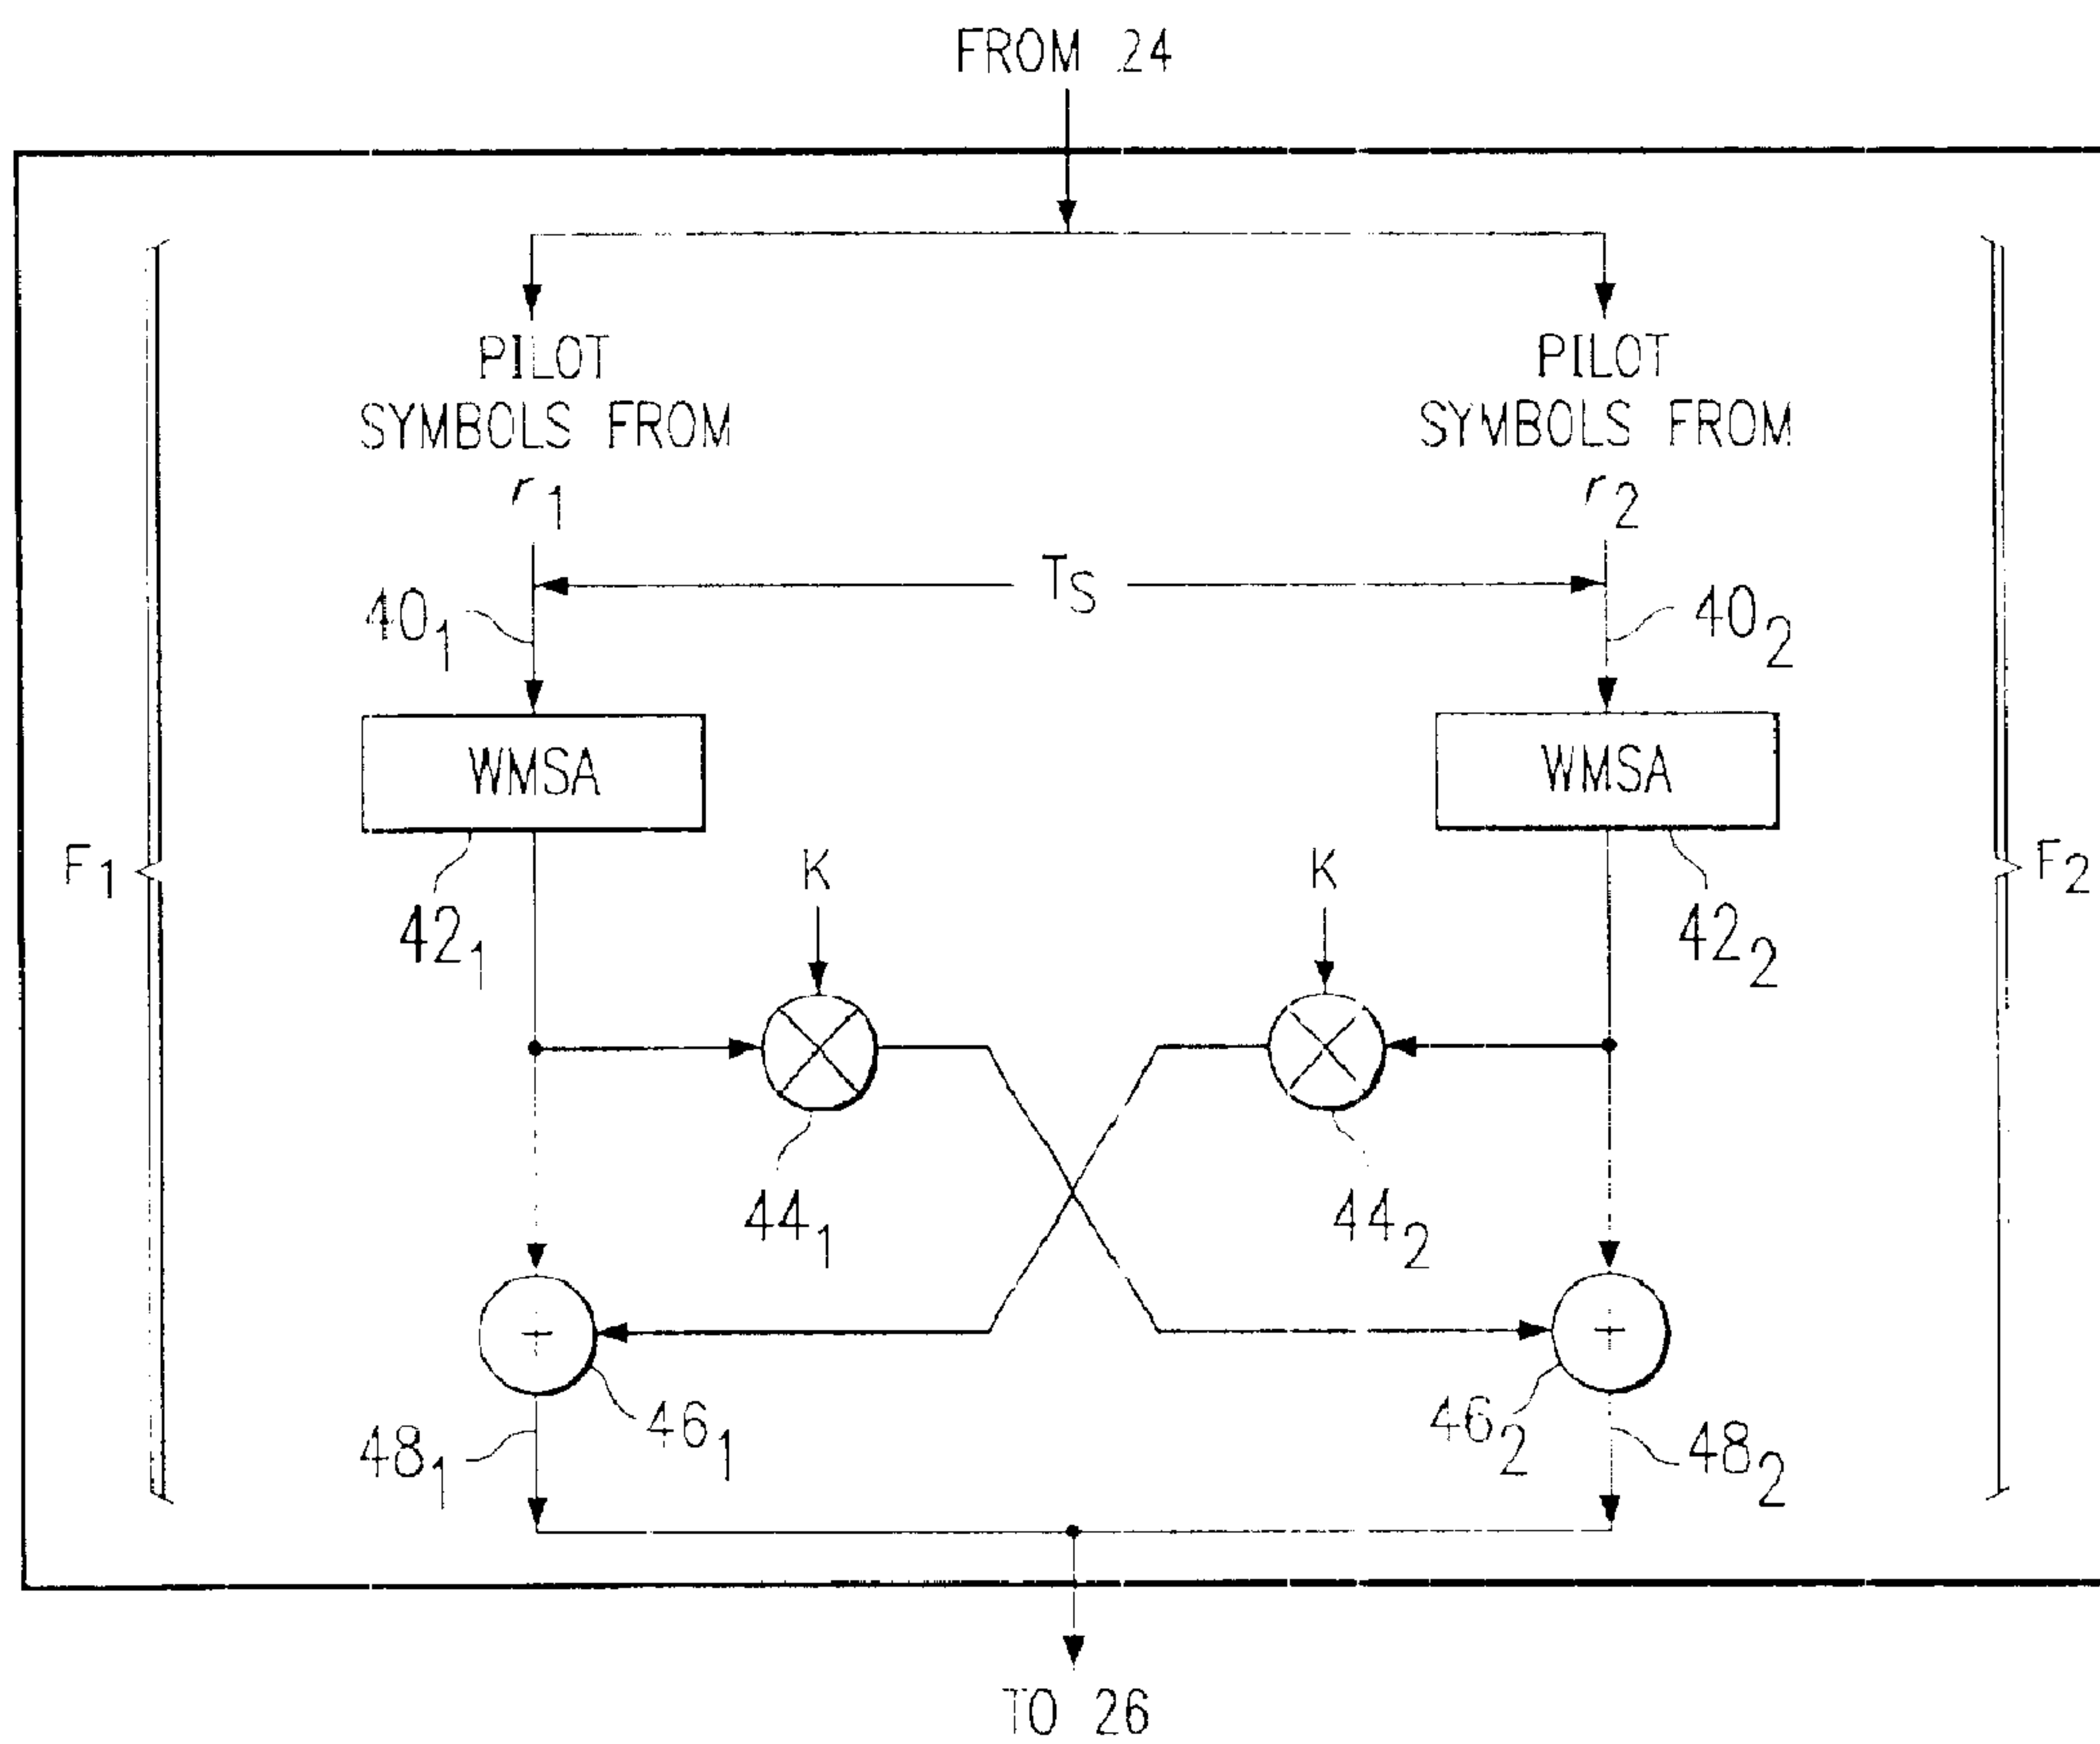 FROM 24
PILOT
SYMBOLS FROM
r1
PILOT
SYMBOLS FROM
r2
TS
401
402
WMSA
WMSA
F1
F2
421
K
K
422
441
442
461
462
481
482
TO 26